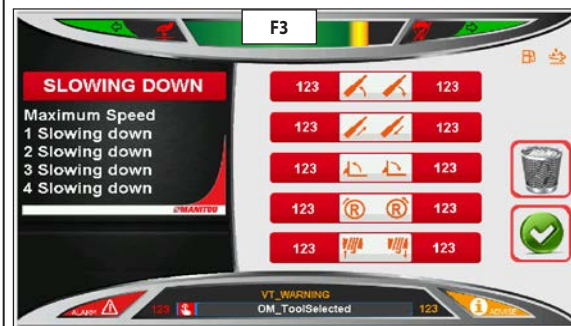 F3
SLOWING DOWN
Maximum Speed
1 Slowing down
2 Slowing down
3 Slowing down
4 Slowing down
MANITOU
123 123
123 123
123 123
123 R R 123
123 123
VT_WARNING
ALARM 123 OM_ToolSelected 123 i ADVISE